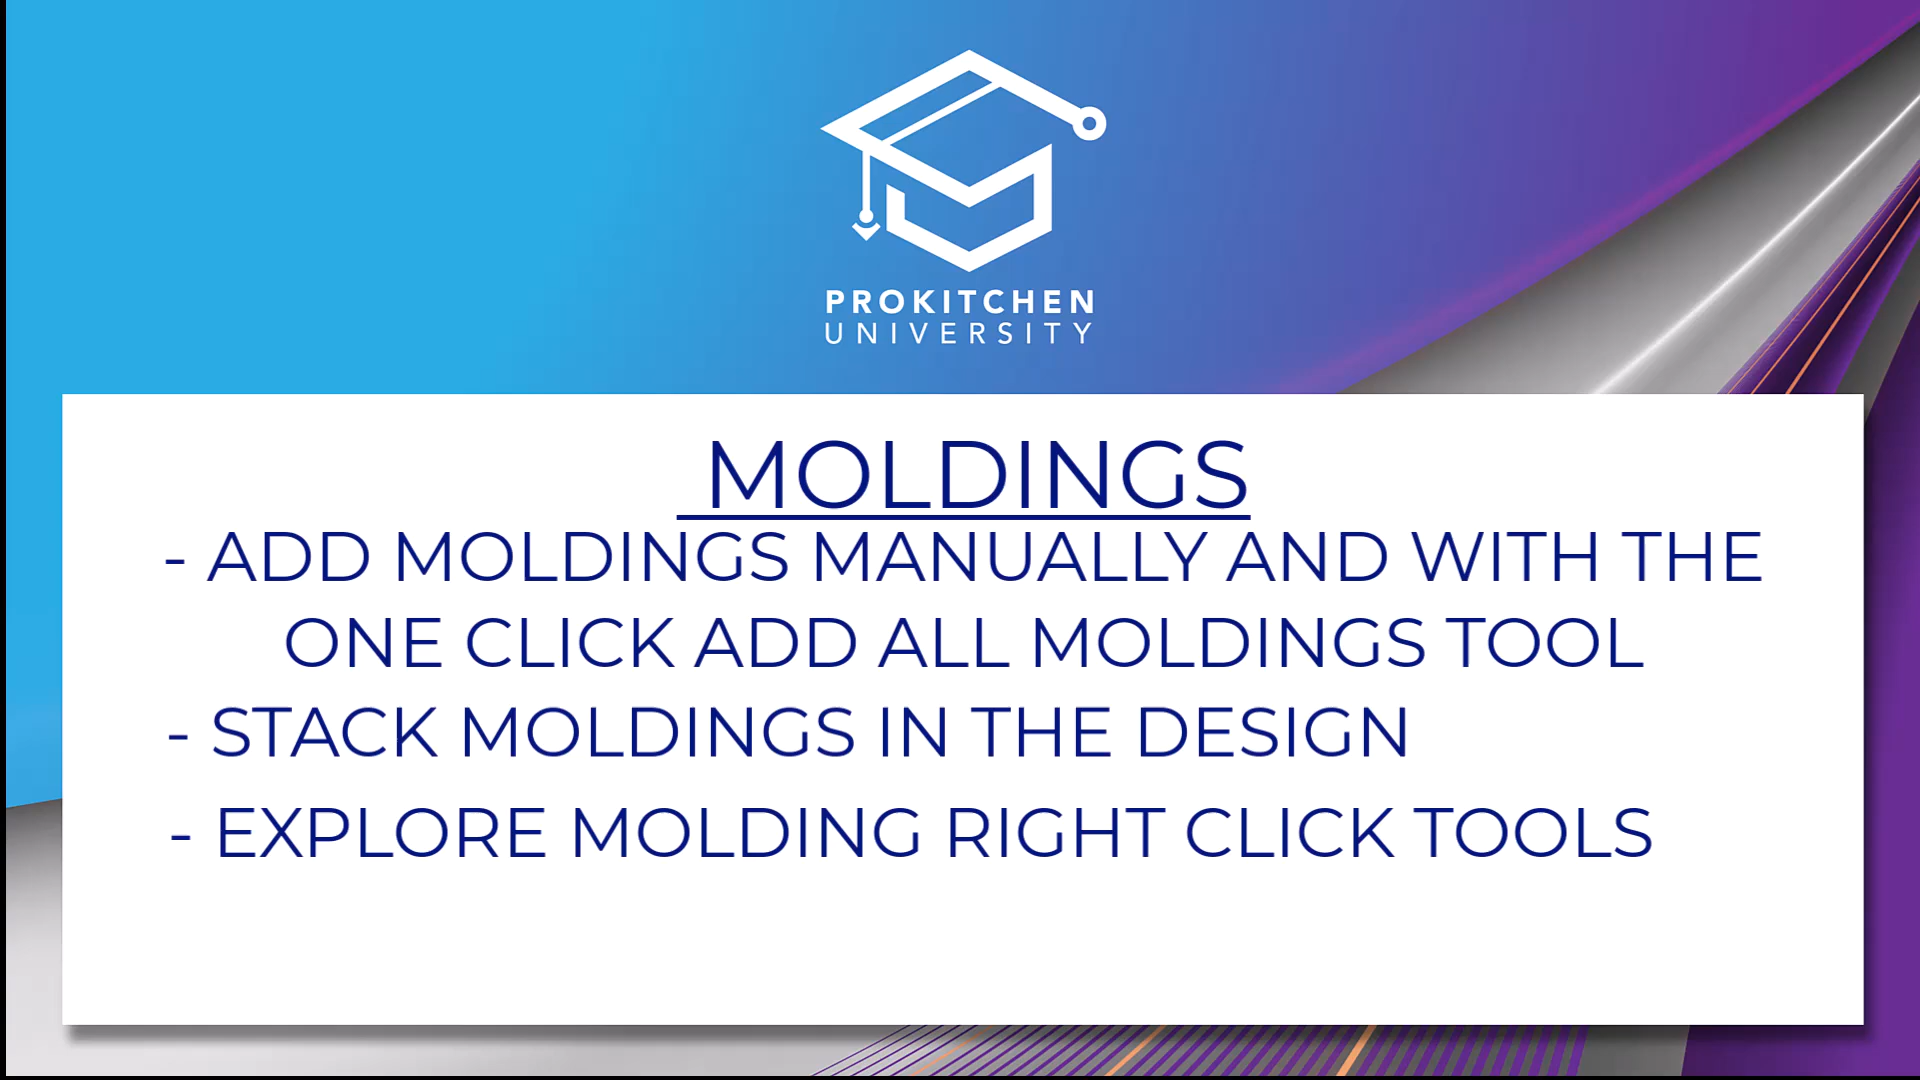 PROKITCHEN
UNIVERSITY
MOLDINGS
- ADD MOLDINGS MANUALLY AND WITH THE
ONE CLICK ADD ALL MOLDINGS TOOL
- STACK MOLDINGS IN THE DESIGN
- EXPLORE MOLDING RIGHT CLICK TOOLS